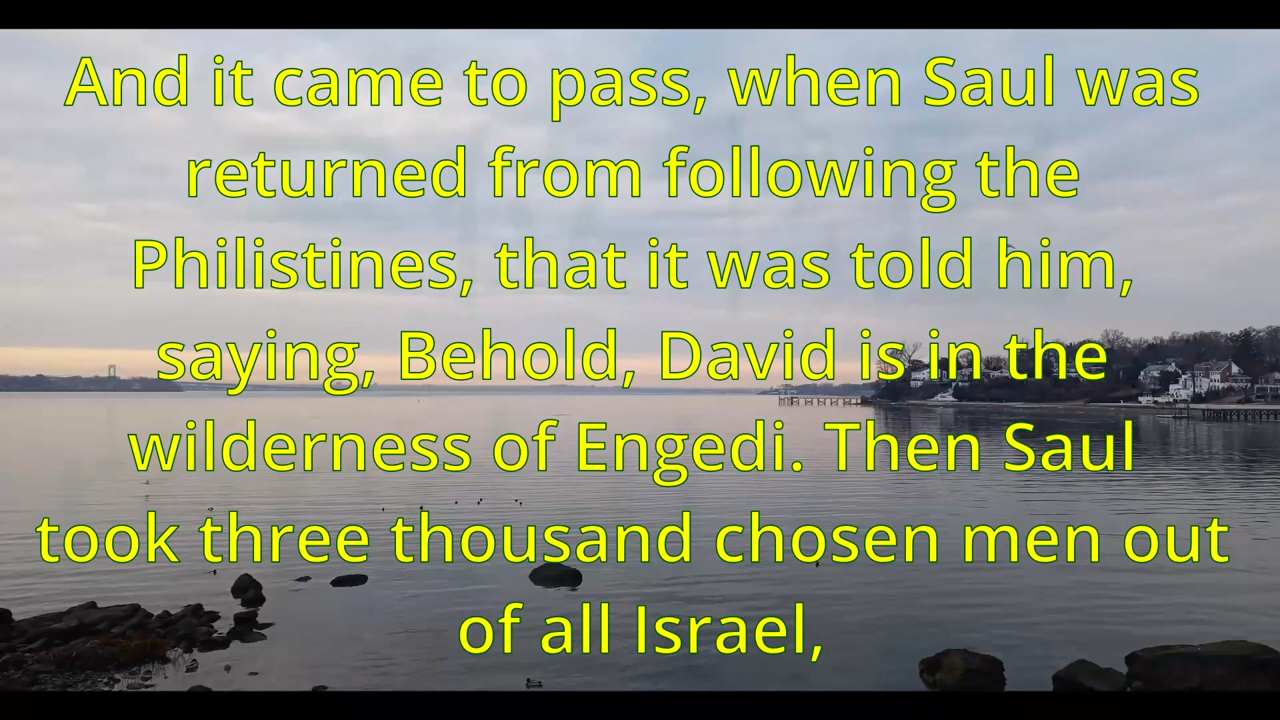 And it came to pass, when Saul was
returned from following the
Philistines, that it was told him,
saying, Behold, David is in the
wilderness of Engedi. Then Saul
took three thousand chosen men out
of all Israel,